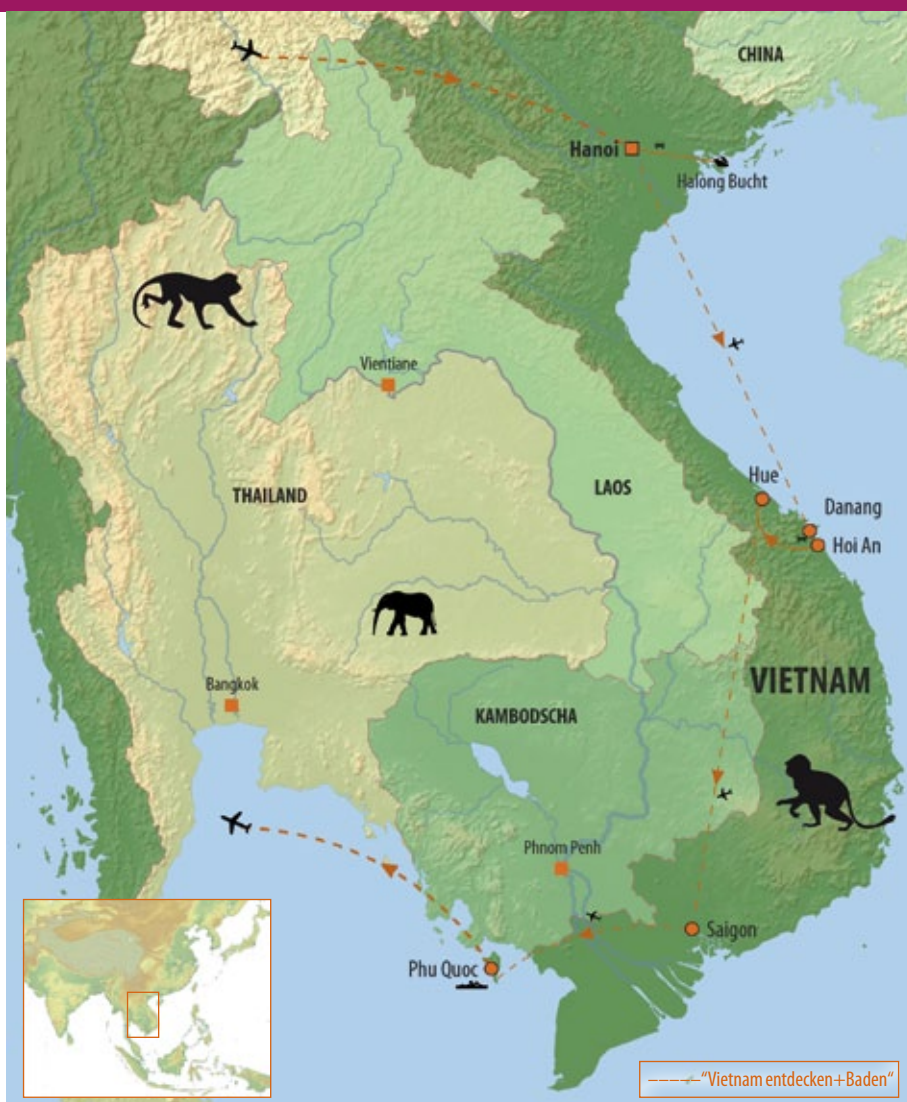 CHINA
Hanoi
Halong Bucht
Vientiane
Hue
THAILAND
LAOS
Danang
Hoi An
Bangkok
VIETNAM
KAMBODSCHA
Phnom Penh
Saigon
Phu Quoc
“Vietnam entdecken+Baden“